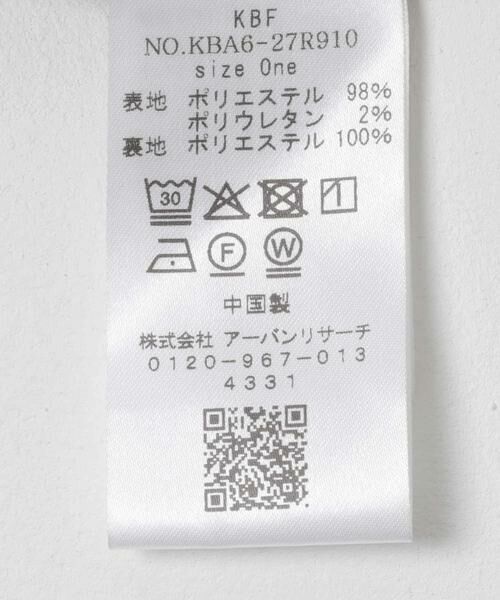 KBF
NO.KBA6-27R910
size One
表地 ポリエステル 98%
ポリウレタン 2%
裏地 ポリエステル 100%
30
F W
中国製
株式会社 アーバンリサーチ
0120-967-013
4331